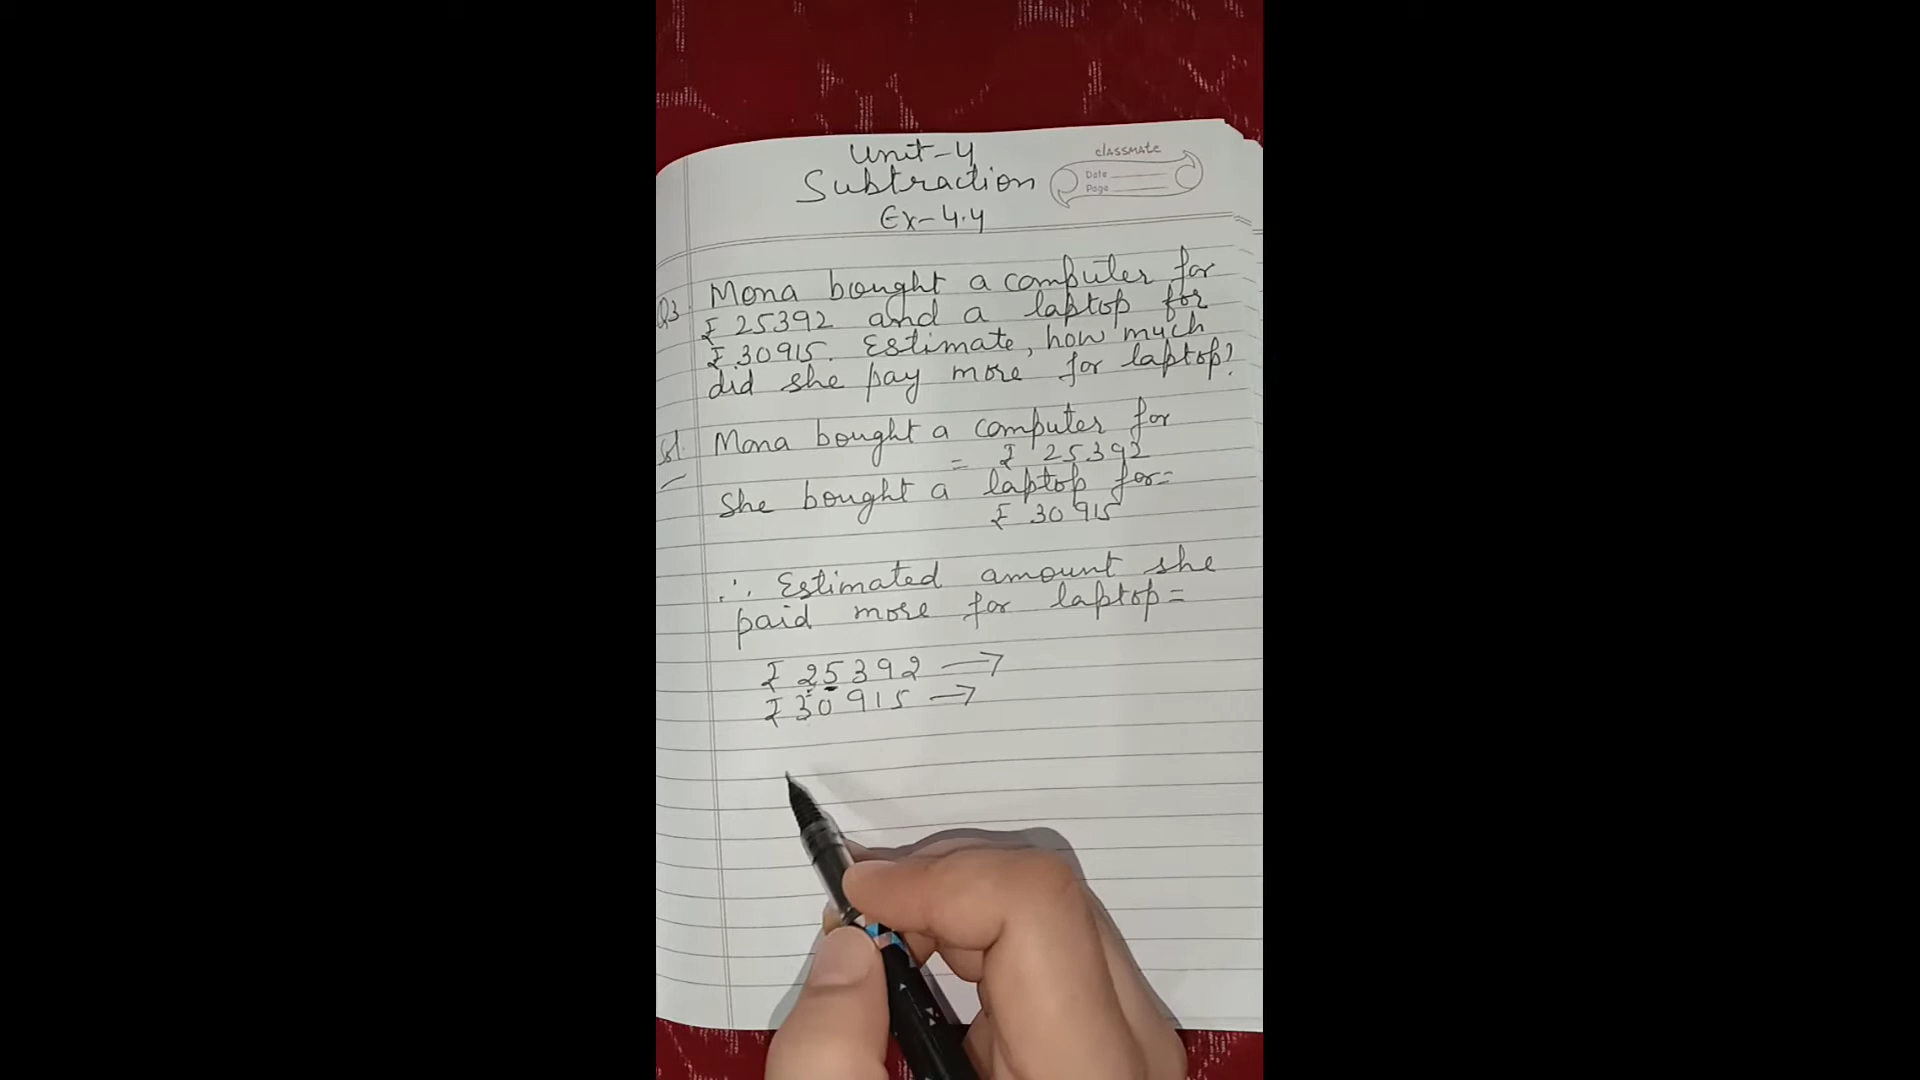 Unit-4
Subtraction
Ex-4.4
classmate
Date
Page
Q3. Mona bought a computer for
₹ 25392 and a laptop for
₹ 30915. Estimate, how much
did she pay more for laptop?
Sol. Mona bought a computer for
= ₹ 25392
She bought a laptop for=
₹ 30915
∴ Estimated amount she
paid more for laptop=
₹ 25392 →
₹ 30915 →